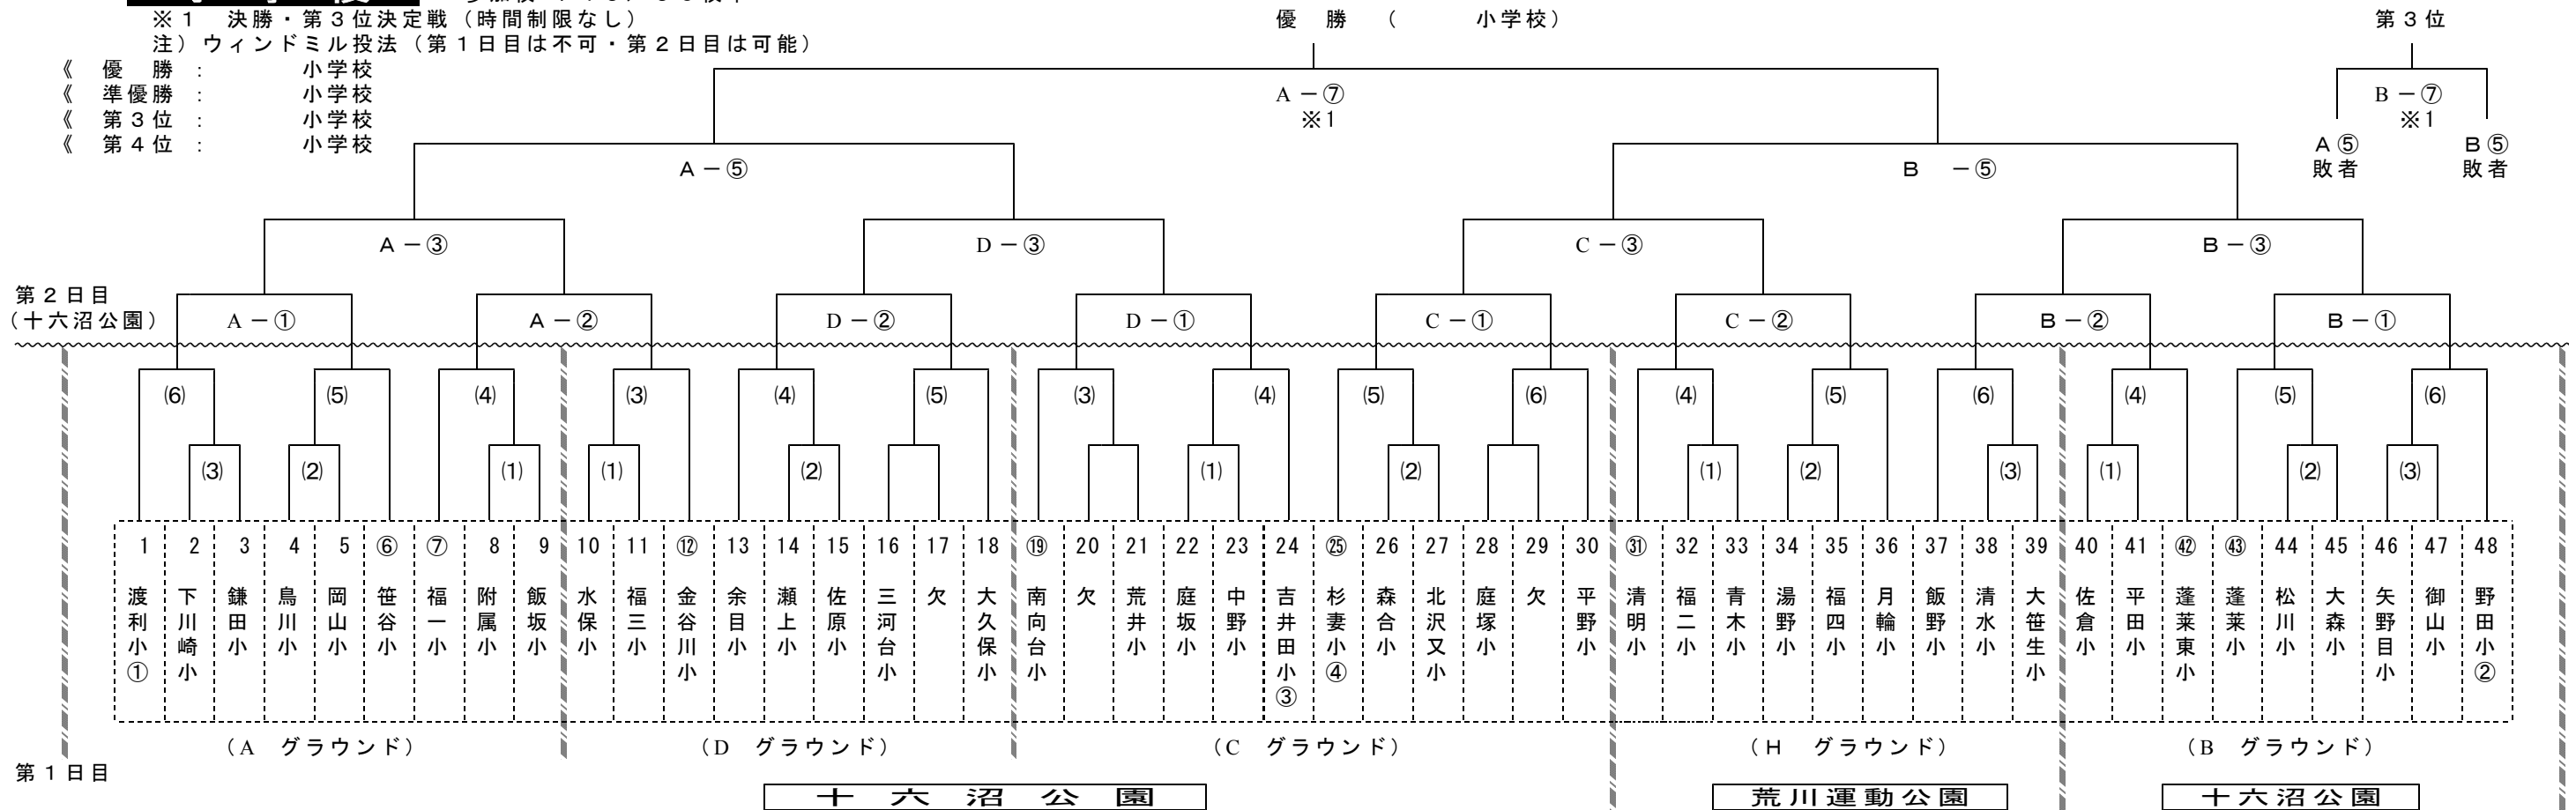 ※１ 決勝・第３位決定戦（時間制限なし）
注）ウィンドミル投法（第１日目は不可・第２日目は可能）
《 優 勝 ： 小学校
《 準優勝 ： 小学校
《 第３位 ： 小学校
《 第４位 ： 小学校
優 勝 （ 小学校）
第３位
A－⑦
※1
B－⑦
※1
A⑤ B⑤
敗者 敗者
A－⑤ B －⑤
A－③ D－③ C－③ B－③
第２日目
（十六沼公園）
A－① A－② D－② D－① C－① C－② B－② B－①
⑹ ⑸ ⑷ ⑶ ⑷ ⑸ ⑶ ⑷ ⑸ ⑹ ⑷ ⑸ ⑹ ⑷ ⑸ ⑹
⑶ ⑵ ⑴ ⑴ ⑵ ⑴ ⑵ ⑴ ⑵ ⑶ ⑴ ⑵ ⑶
1 渡利小①
2 下川崎小
3 鎌田小
4 鳥川小
5 岡山小
⑥ 笹谷小
⑦ 福一小
8 附属小
9 飯坂小
10 水保小
11 福三小
⑫ 金谷川小
13 余目小
14 瀬上小
15 佐原小
16 三河台小
17 欠
18 大久保小
⑲ 南向台小
20 欠
21 荒井小
22 庭坂小
23 中野小
24 吉井田小③
㉕ 杉妻小④
26 森合小
27 北沢又小
28 庭塚小
29 欠
30 平野小
㉛ 清明小
32 福二小
33 青木小
34 湯野小
35 福四小
36 月輪小
37 飯野小
38 清水小
39 大笹生小
40 佐倉小
41 平田小
㊷ 蓬莱東小
㊸ 蓬莱小
44 松川小
45 大森小
46 矢野目小
47 御山小
48 野田小②
（A グラウンド） （D グラウンド） （C グラウンド） （H グラウンド） （B グラウンド）
第１日目
十六沼公園 荒川運動公園 十六沼公園